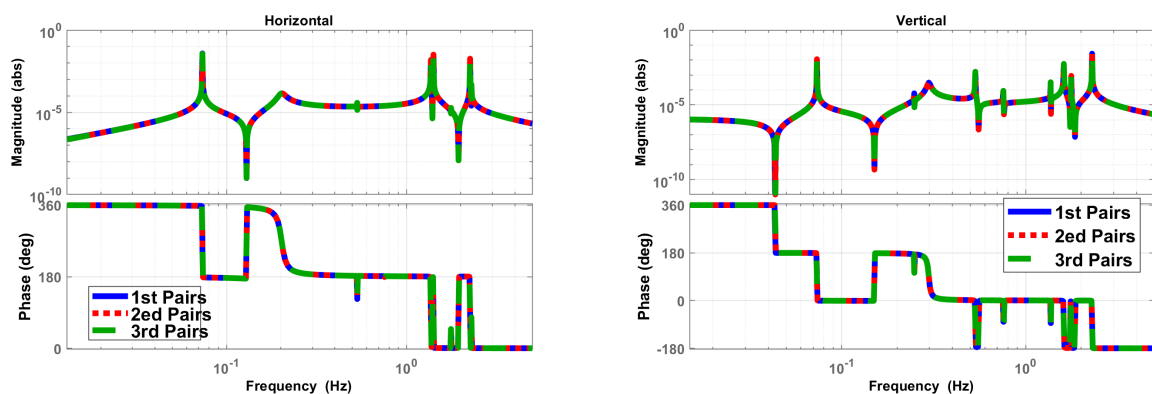 Horizontal
Magnitude (abs)
10^0
10^-5
10^-10
Phase (deg)
360
180
0
1st Pairs
2ed Pairs
3rd Pairs
10^-1
10^0
Frequency (Hz)
Vertical
Magnitude (abs)
10^0
10^-5
10^-10
Phase (deg)
360
180
0
-180
1st Pairs
2ed Pairs
3rd Pairs
10^-1
10^0
Frequency (Hz)